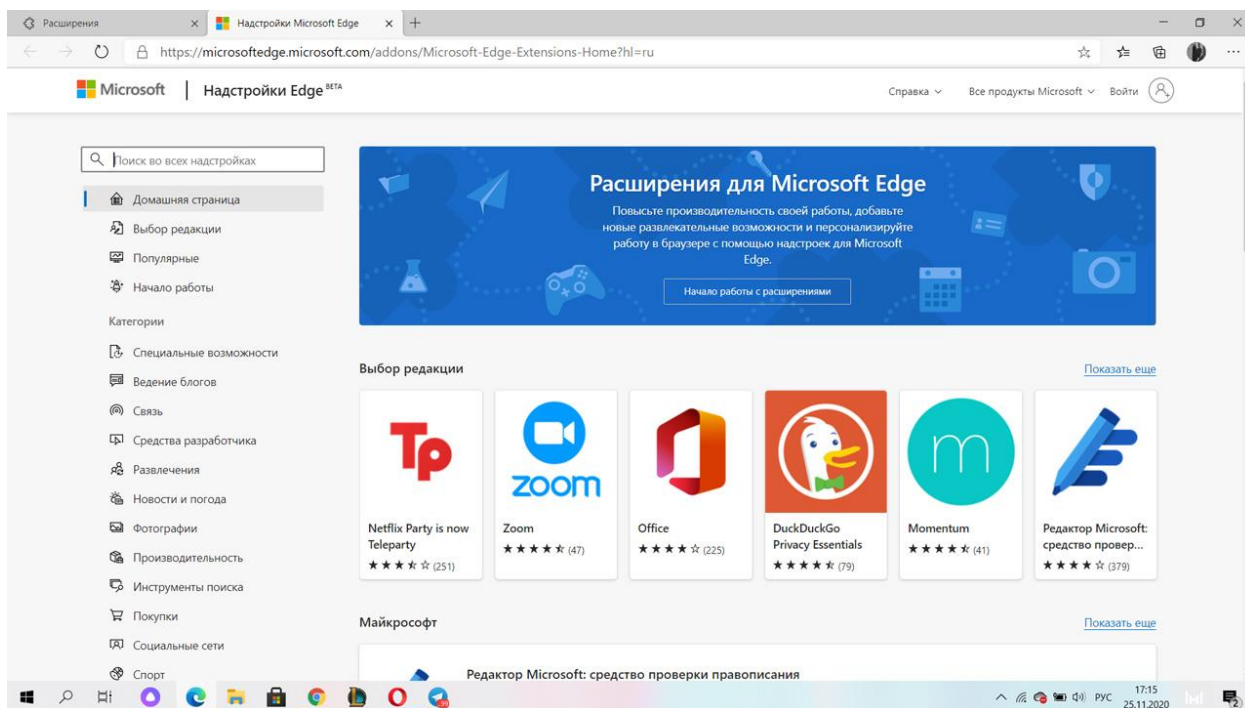 Расширения
Надстройки Microsoft Edge
https://microsoftedge.microsoft.com/addons/Microsoft-Edge-Extensions-Home?hl=ru
Microsoft
Надстройки Edge BETA
Справка
Все продукты Microsoft
Войти
Поиск во всех надстройках
Домашняя страница
Выбор редакции
Популярные
Начало работы
Категории
Специальные возможности
Ведение блогов
Связь
Средства разработчика
Развлечения
Новости и погода
Фотографии
Производительность
Инструменты поиска
Покупки
Социальные сети
Спорт
Расширения для Microsoft Edge
Повысьте производительность своей работы, добавьте
новые развлекательные возможности и персонализируйте
работу в браузере с помощью надстроек для Microsoft
Edge.
Начало работы с расширениями
Выбор редакции
Показать еще
Tp
Netflix Party is now
Teleparty
(251)
zoom
Zoom
(47)
Office
(225)
DuckDuckGo
Privacy Essentials
(79)
m
Momentum
(41)
Редактор Microsoft:
средство провер...
(379)
Майкрософт
Показать еще
Редактор Microsoft: средство проверки правописания
РУС
17:15
25.11.2020